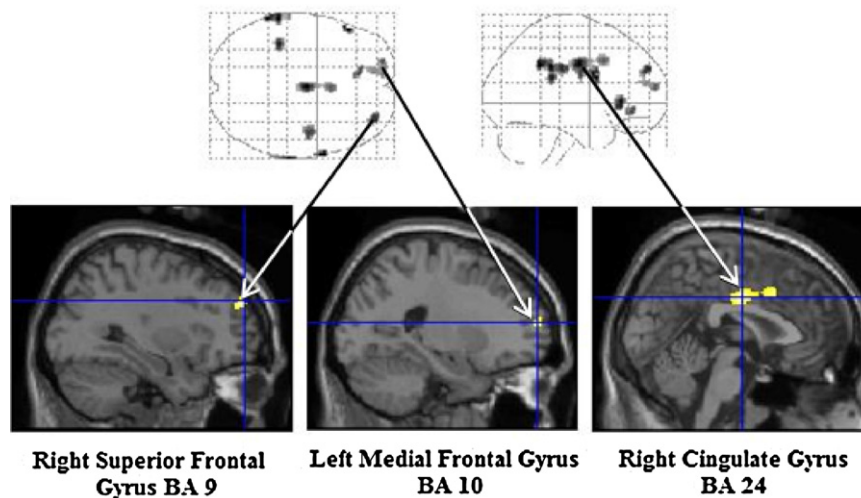 Right Superior Frontal
Gyrus BA 9
Left Medial Frontal Gyrus
BA 10
Right Cingulate Gyrus
BA 24